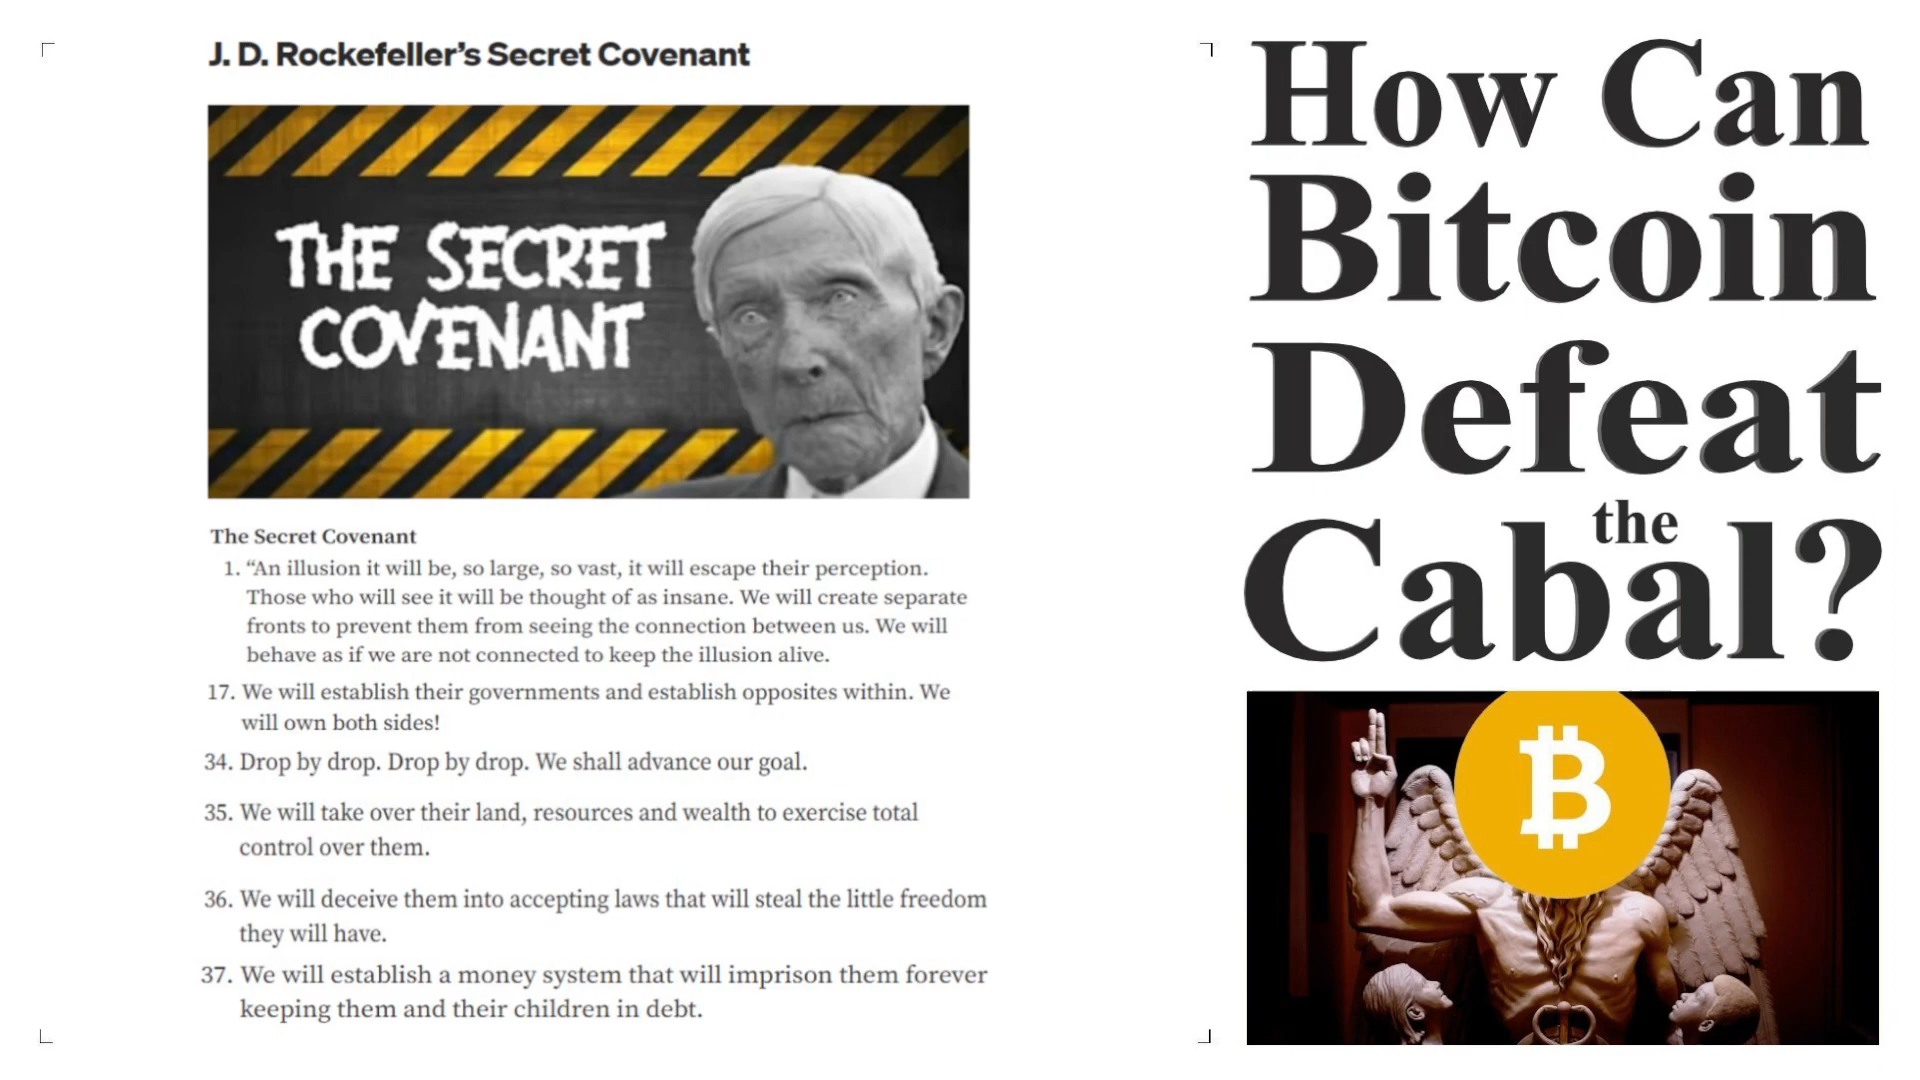 J. D. Rockefeller’s Secret Covenant
THE SECRET
COVENANT
The Secret Covenant
1. “An illusion it will be, so large, so vast, it will escape their perception.
Those who will see it will be thought of as insane. We will create separate
fronts to prevent them from seeing the connection between us. We will
behave as if we are not connected to keep the illusion alive.
17. We will establish their governments and establish opposites within. We
will own both sides!
34. Drop by drop. Drop by drop. We shall advance our goal.
35. We will take over their land, resources and wealth to exercise total
control over them.
36. We will deceive them into accepting laws that will steal the little freedom
they will have.
37. We will establish a money system that will imprison them forever
keeping them and their children in debt.
How Can
Bitcoin
Defeat
the
Cabal?